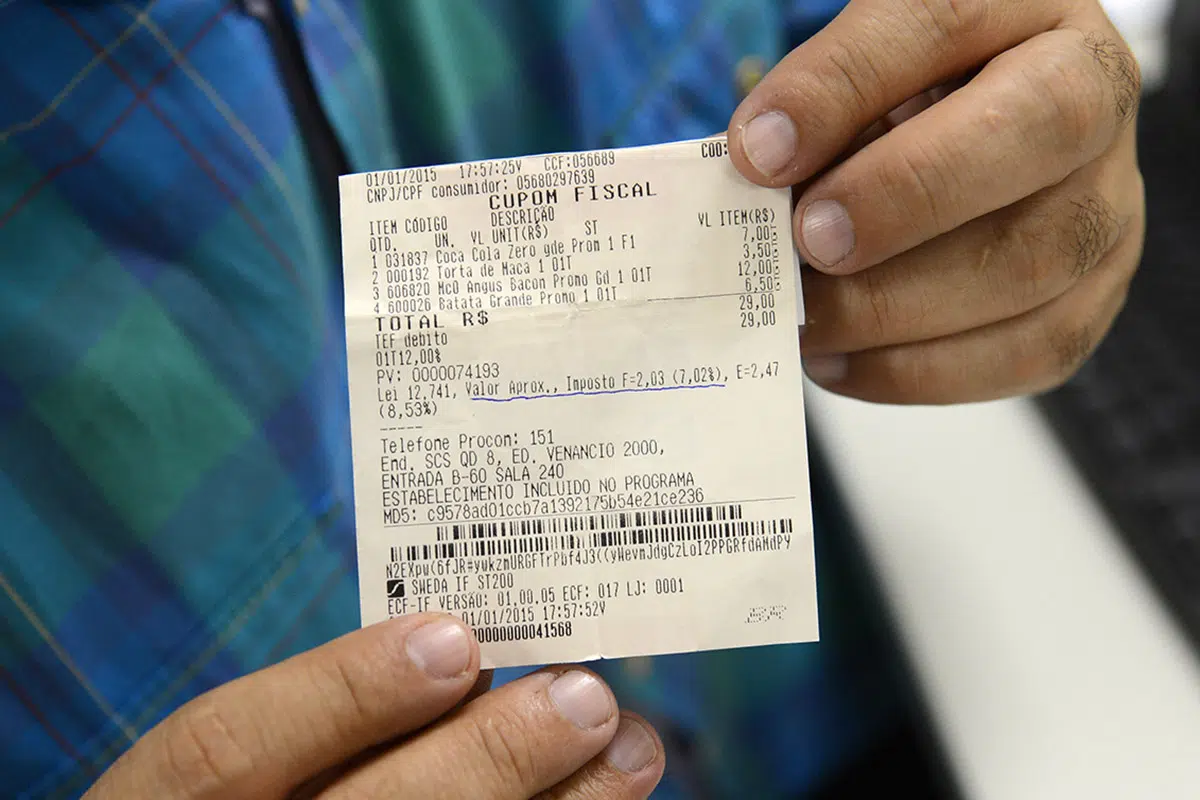 01/01/2015 17:57:25V CCF:056689 COO:
CNPJ/CPF consumidor: 05680297639
CUPOM FISCAL
ITEM CÓDIGO DESCRIÇÃO VL ITEM(R$)
QTD. UN. VL UNIT(R$) ST
1 031837 Coca Cola Zero gde Prom 1 F1 7,00
2 000192 Torta de Maca 1 01T 3,50
3 606820 McO Angus Bacon Promo Gd 1 01T 12,00
4 600026 Batata Grande Promo 1 01T 6,50
TOTAL R$ 29,00
TEF debito 29,00
01T12,00%
PV: 0000074193
Lei 12.741, Valor Aprox., Imposto F=2,03 (7,02%), E=2,47
(8,53%)
-----
Telefone Procon: 151
End. SCS QD 8, ED. VENANCIO 2000,
ENTRADA B-60 SALA 240
ESTABELECIMENTO INCLUIDO NO PROGRAMA
MD5: c9578ad01ccb7a1392175b54e21ce236
SWEDA IF ST200
ECF-IF VERSÃO: 01.00.05 ECF: 017 LJ: 0001
01/01/2015 17:57:52V
00000000041568
BR